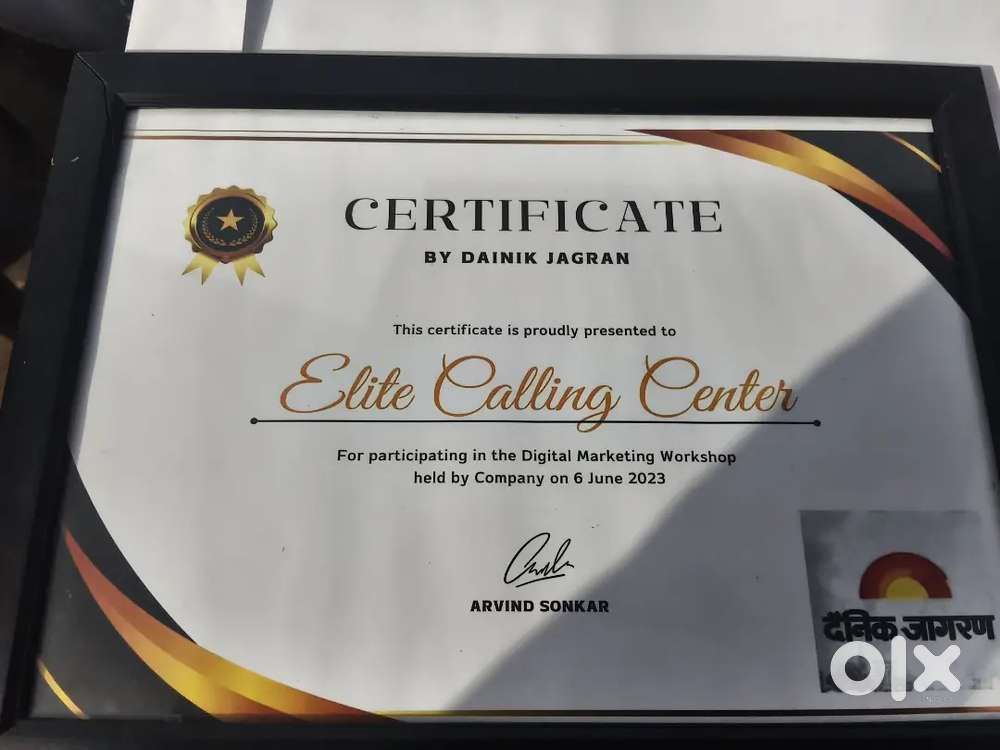 CERTIFICATE
BY DAINIK JAGRAN
This certificate is proudly presented to
Elite Calling Center
For participating in the Digital Marketing Workshop
held by Company on 6 June 2023
ARVIND SONKAR
दैनिक जागरण
olx